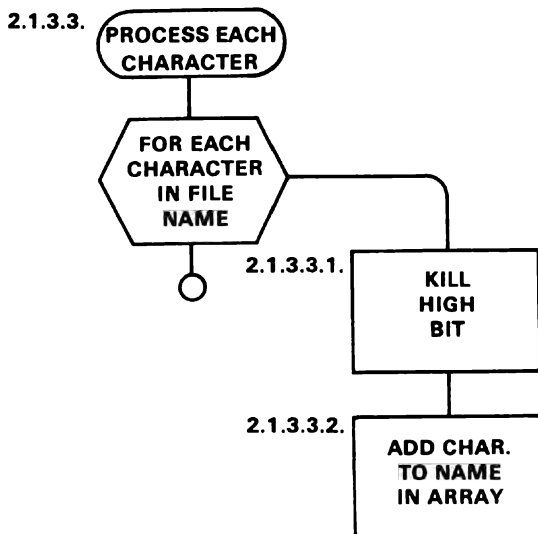 2.1.3.3.
PROCESS EACH
CHARACTER
FOR EACH
CHARACTER
IN FILE
NAME
2.1.3.3.1.
KILL
HIGH
BIT
2.1.3.3.2.
ADD CHAR.
TO NAME
IN ARRAY